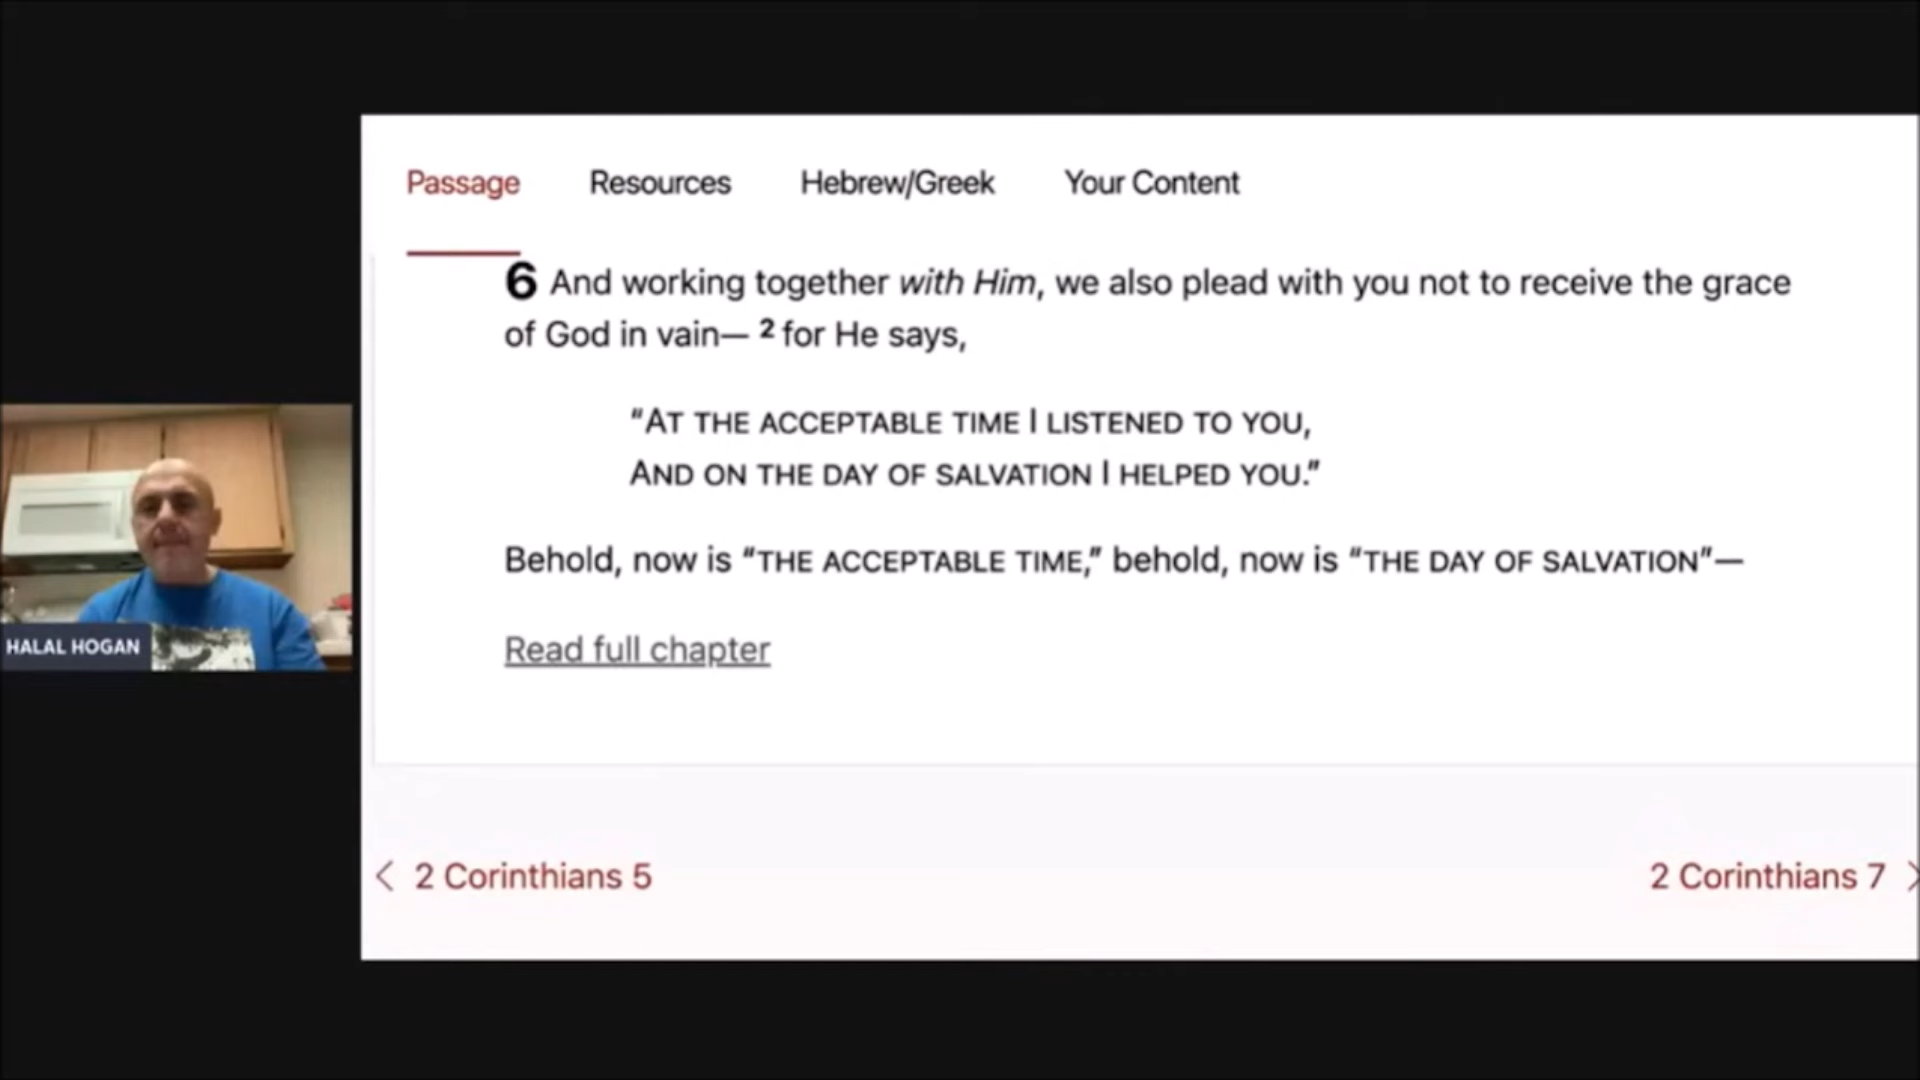 Passage Resources Hebrew/Greek Your Content
6 And working together with Him, we also plead with you not to receive the grace
of God in vain— 2 for He says,
“AT THE ACCEPTABLE TIME I LISTENED TO YOU,
AND ON THE DAY OF SALVATION I HELPED YOU.”
Behold, now is “THE ACCEPTABLE TIME,” behold, now is “THE DAY OF SALVATION”—
Read full chapter
< 2 Corinthians 5
2 Corinthians 7 >
HALAL HOGAN